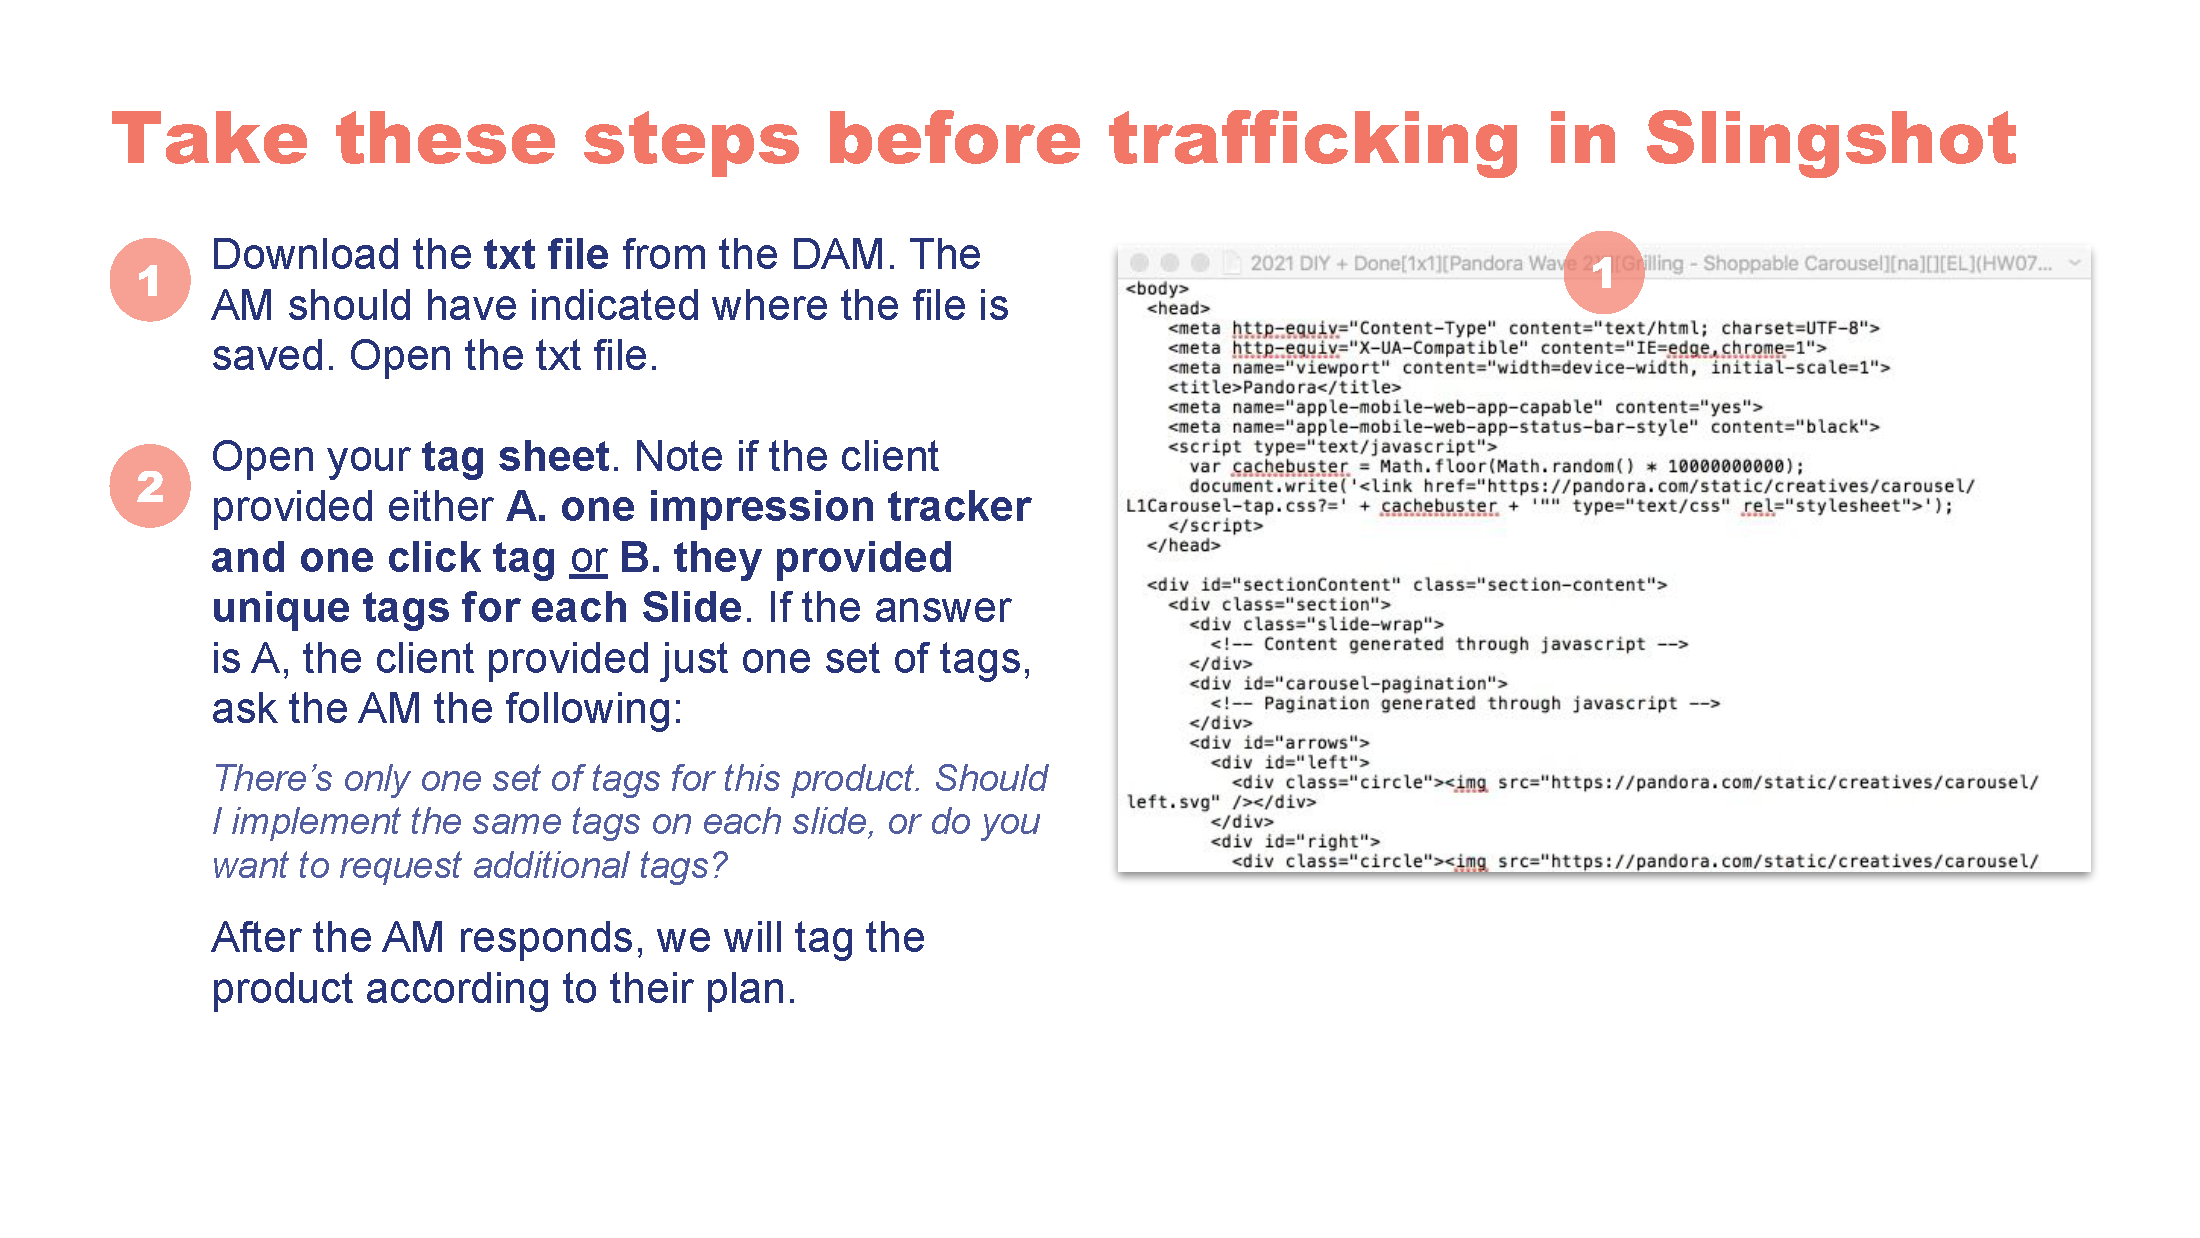 Take these steps before trafficking in Slingshot
1
Download the txt file from the DAM. The
AM should have indicated where the file is
saved. Open the txt file.
2
Open your tag sheet. Note if the client
provided either A. one impression tracker
and one click tag or B. they provided
unique tags for each Slide. If the answer
is A, the client provided just one set of tags,
ask the AM the following:
There’s only one set of tags for this product. Should
I implement the same tags on each slide, or do you
want to request additional tags?
After the AM responds, we will tag the
product according to their plan.
1
2021 DIY + Done[1x1][Pandora Wave 2][Grilling - Shoppable Carousel][na][][EL](HW07...
<body>
<head>
<meta http-equiv="Content-Type" content="text/html; charset=UTF-8">
<meta http-equiv="X-UA-Compatible" content="IE=edge,chrome=1">
<meta name="viewport" content="width=device-width, initial-scale=1">
<title>Pandora</title>
<meta name="apple-mobile-web-app-capable" content="yes">
<meta name="apple-mobile-web-app-status-bar-style" content="black">
<script type="text/javascript">
var cachebuster = Math.floor(Math.random() * 10000000000);
document.write('<link href="https://pandora.com/static/creatives/carousel/
L1Carousel-tap.css?=' + cachebuster + '"" type="text/css" rel="stylesheet">');
</script>
</head>
<div id="sectionContent" class="section-content">
<div class="section">
<div class="slide-wrap">
<!-- Content generated through javascript -->
</div>
<div id="carousel-pagination">
<!-- Pagination generated through javascript -->
</div>
<div id="arrows">
<div id="left">
<div class="circle"><img src="https://pandora.com/static/creatives/carousel/
left.svg" /></div>
</div>
<div id="right">
<div class="circle"><img src="https://pandora.com/static/creatives/carousel/